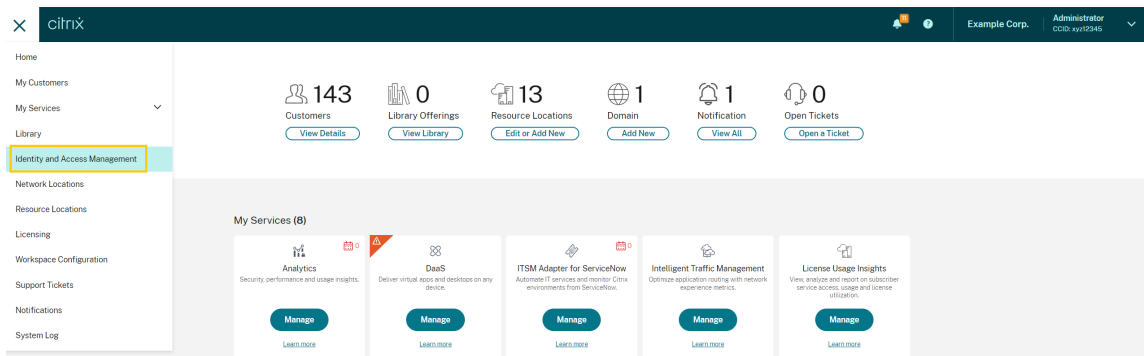 citrix
11
?
Example Corp.
Administrator
CCID: xyz12345
Home
My Customers
My Services
Library
Identity and Access Management
Network Locations
Resource Locations
Licensing
Workspace Configuration
Support Tickets
Notifications
System Log
143
Customers
View Details
0
Library Offerings
View Library
13
Resource Locations
Edit or Add New
1
Domain
Add New
1
Notification
View All
0
Open Tickets
Open a Ticket
My Services (8)
0
Analytics
Security, performance and usage insights.
Manage
Learn more
DaaS
Deliver virtual apps and desktops on any
device.
Manage
Learn more
0
ITSM Adapter for ServiceNow
Automate IT services and monitor Citrix
environments from ServiceNow.
Manage
Learn more
Intelligent Traffic Management
Optimize application routing with network
experience metrics.
Manage
Learn more
License Usage Insights
View, analyze and report on subscriber
service access, usage and license
utilization.
Manage
Learn more